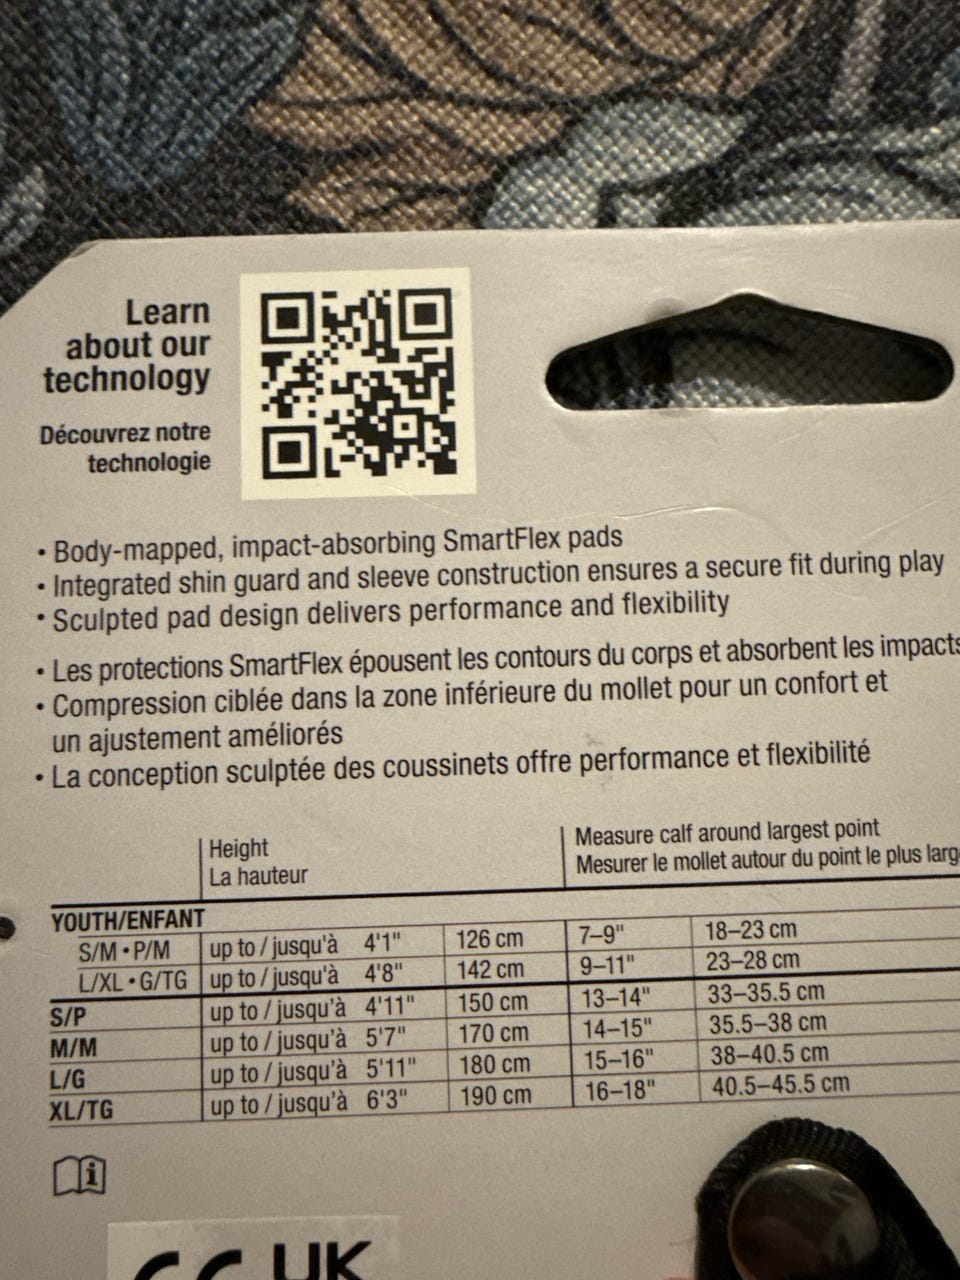 Learn
about our
technology
Découvrez notre
technologie
• Body-mapped, impact-absorbing SmartFlex pads
• Integrated shin guard and sleeve construction ensures a secure fit during play
• Sculpted pad design delivers performance and flexibility
• Les protections SmartFlex épousent les contours du corps et absorbent les impacts
• Compression ciblée dans la zone inférieure du mollet pour un confort et
un ajustement améliorés
• La conception sculptée des coussinets offre performance et flexibilité
Height
La hauteur
Measure calf around largest point
Mesurer le mollet autour du point le plus larg
YOUTH/ENFANT
S/M • P/M up to / jusqu'à 4'1" 126 cm 7–9" 18–23 cm
L/XL • G/TG up to / jusqu'à 4'8" 142 cm 9–11" 23–28 cm
S/P up to / jusqu'à 4'11" 150 cm 13–14" 33–35.5 cm
M/M up to / jusqu'à 5'7" 170 cm 14–15" 35.5–38 cm
L/G up to / jusqu'à 5'11" 180 cm 15–16" 38–40.5 cm
XL/TG up to / jusqu'à 6'3" 190 cm 16–18" 40.5–45.5 cm
CE UK